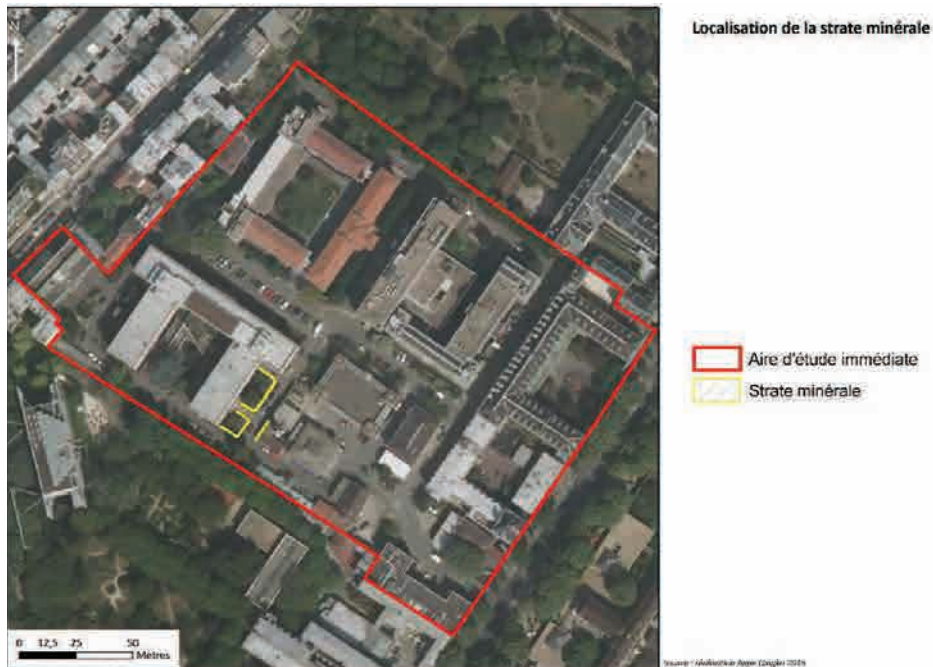 Localisation de la strate minérale
Aire d'étude immédiate
Strate minérale
0 12,5 25 50
Mètres